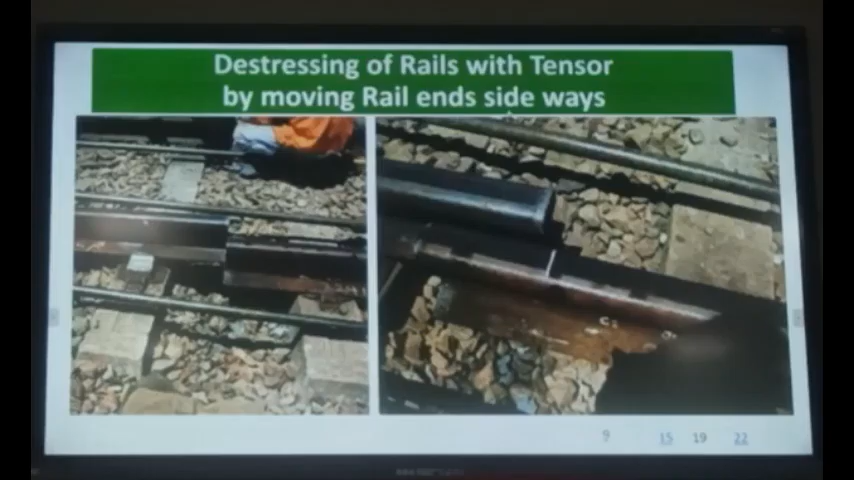 Destressing of Rails with Tensor
by moving Rail ends side ways
9 15 19 22